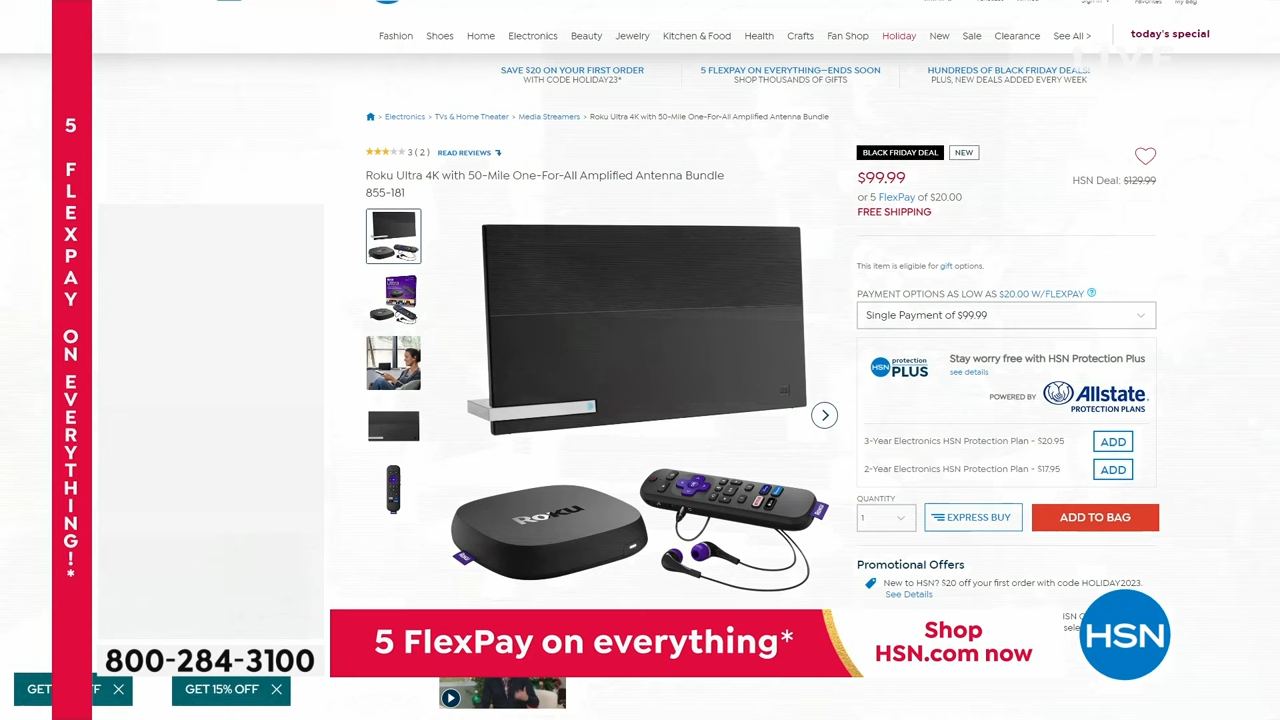 Fashion Shoes Home Electronics Beauty Jewelry Kitchen & Food Health Crafts Fan Shop Holiday New Sale Clearance See All > today's special
LIVE
SAVE $20 ON YOUR FIRST ORDER
WITH CODE HOLIDAY23*
5 FLEXPAY ON EVERYTHING—ENDS SOON
SHOP THOUSANDS OF GIFTS
HUNDREDS OF BLACK FRIDAY DEALS!
PLUS, NEW DEALS ADDED EVERY WEEK
> Electronics > TVs & Home Theater > Media Streamers > Roku Ultra 4K with 50-Mile One-For-All Amplified Antenna Bundle
3 ( 2 ) READ REVIEWS
Roku Ultra 4K with 50-Mile One-For-All Amplified Antenna Bundle
855-181
Roku
BLACK FRIDAY DEAL NEW
$99.99
HSN Deal: $129.99
or 5 FlexPay of $20.00
FREE SHIPPING
This item is eligible for gift options.
PAYMENT OPTIONS AS LOW AS $20.00 W/FLEXPAY
Single Payment of $99.99
HSN protection PLUS
Stay worry free with HSN Protection Plus
see details
POWERED BY Allstate
PROTECTION PLANS
3-Year Electronics HSN Protection Plan - $20.95 ADD
2-Year Electronics HSN Protection Plan - $17.95 ADD
QUANTITY
1 EXPRESS BUY ADD TO BAG
Promotional Offers
New to HSN? $20 off your first order with code HOLIDAY2023.
See Details
5 FLEXPAY ON EVERYTHING!*
800-284-3100
5 FlexPay on everything*
Shop
HSN.com now
HSN
GET
GET 15% OFF